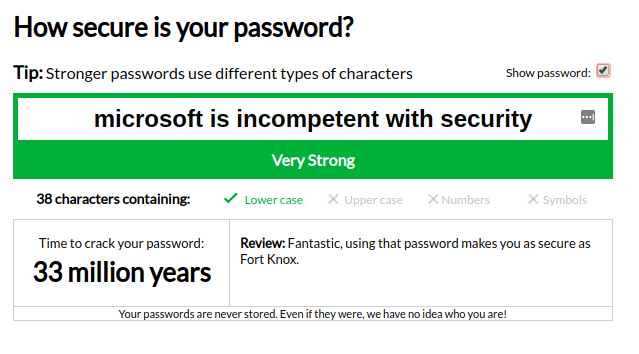 How secure is your password?
Tip: Stronger passwords use different types of characters
Show password:
microsoft is incompetent with security
Very Strong
38 characters containing: Lower case Upper case Numbers Symbols
Time to crack your password:
33 million years
Review: Fantastic, using that password makes you as secure as
Fort Knox.
Your passwords are never stored. Even if they were, we have no idea who you are!